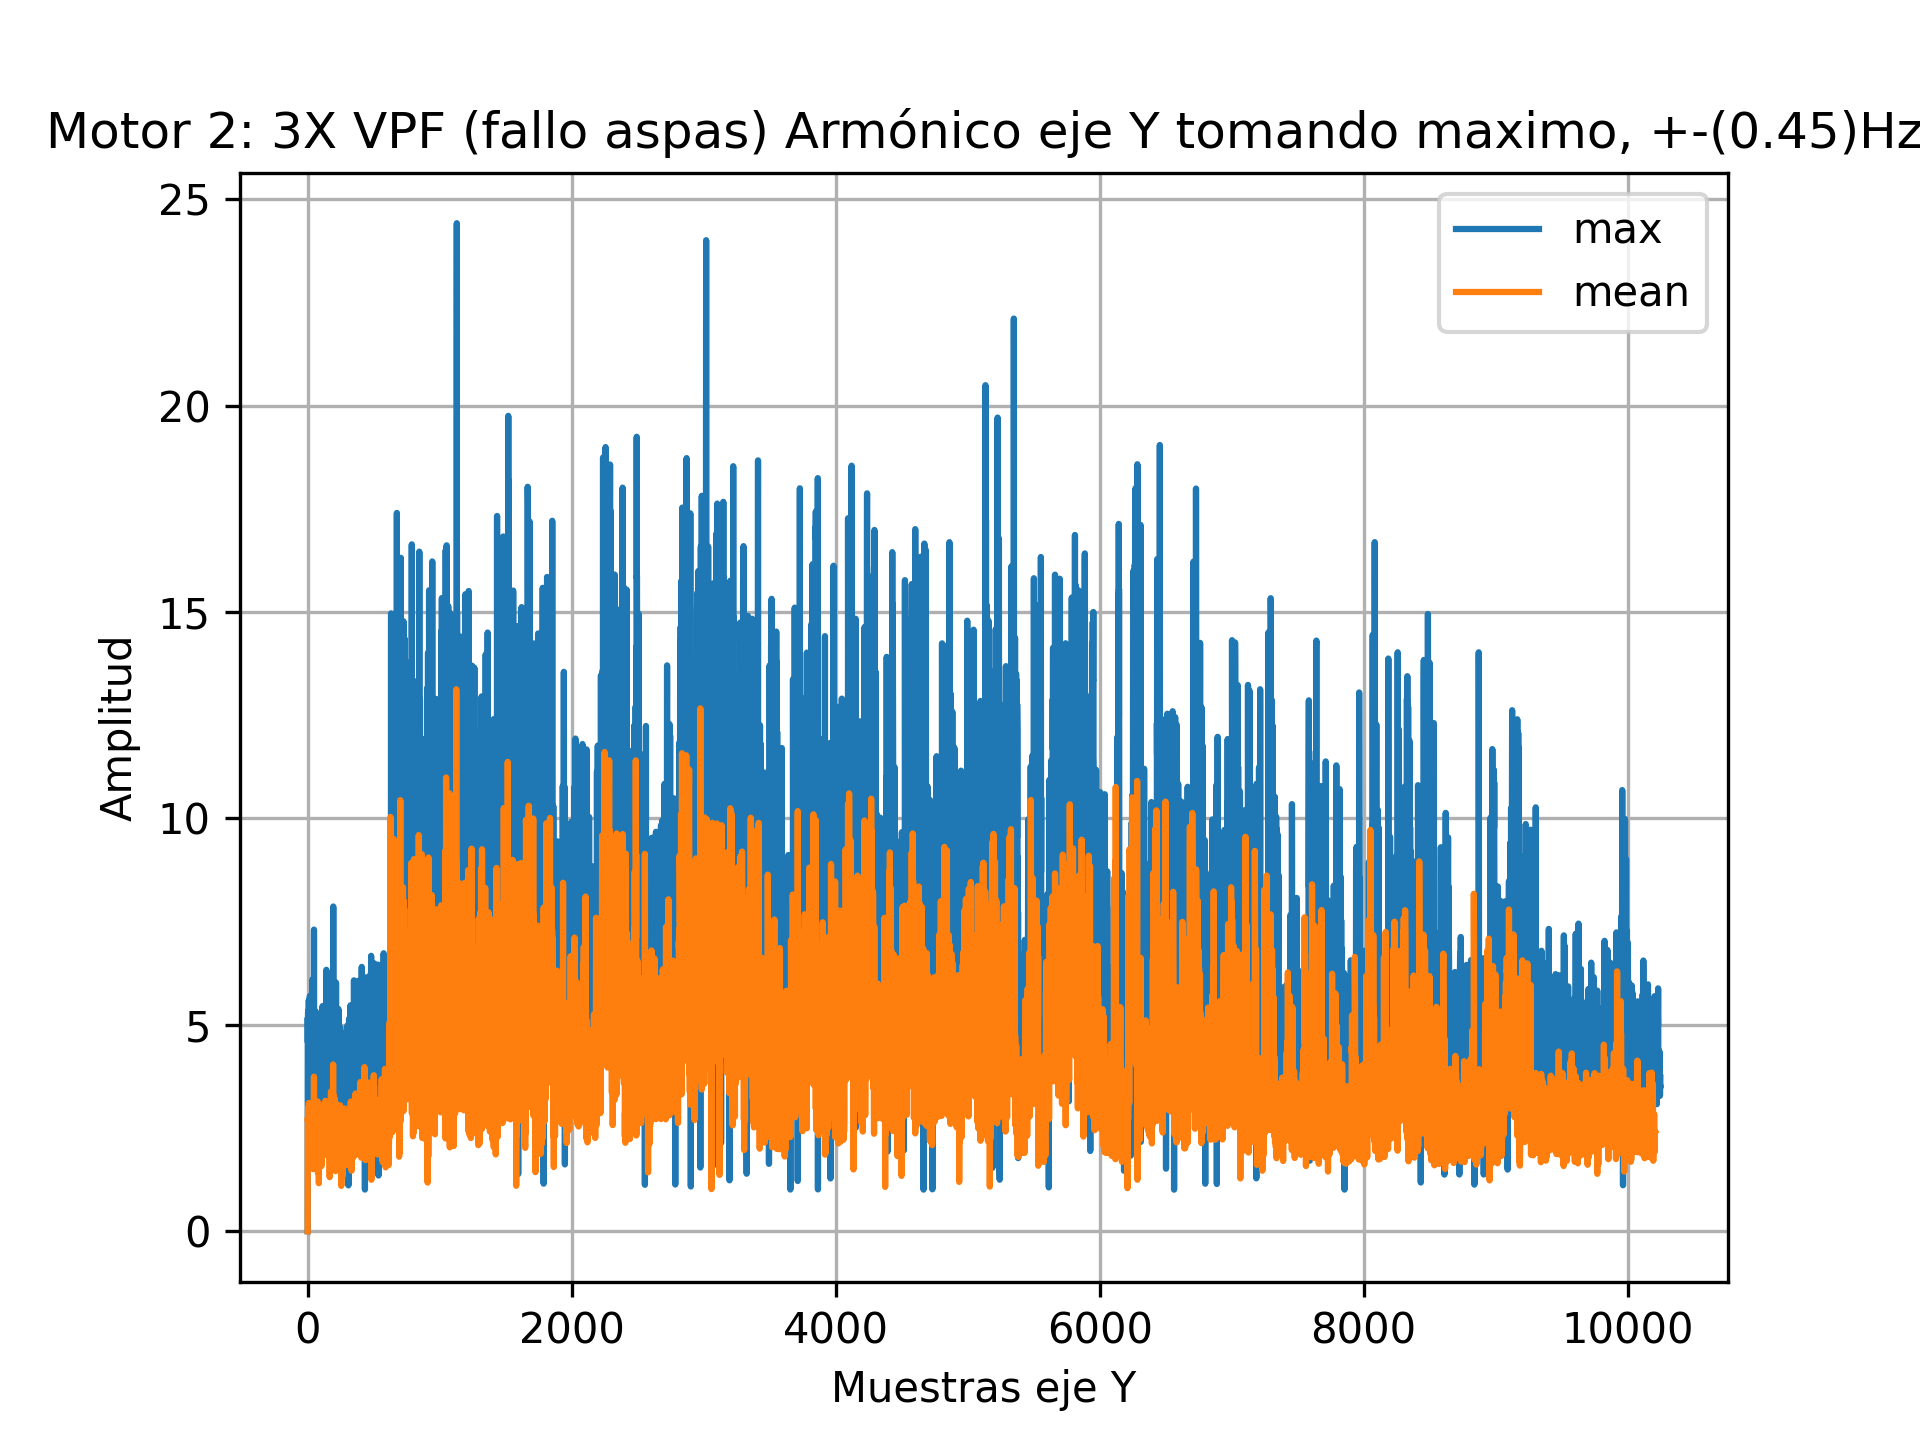 Motor 2: 3X VPF (fallo aspas) Armónico eje Y tomando maximo, +-(0.45)Hz
max
mean
Amplitud
25
20
15
10
5
0
0 2000 4000 6000 8000 10000
Muestras eje Y